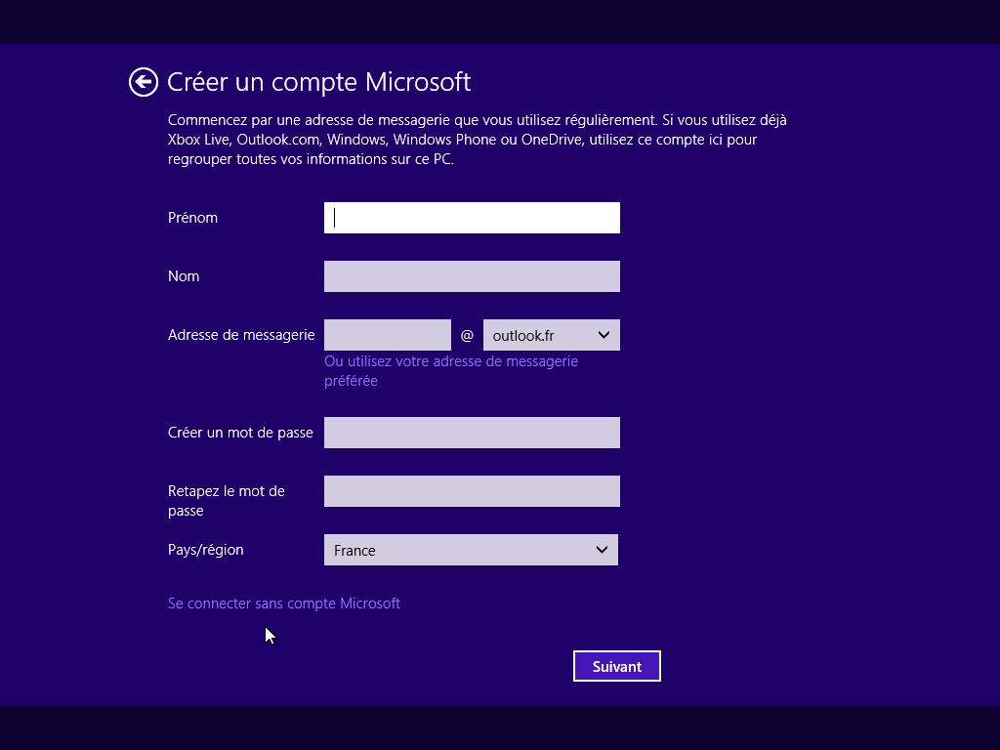 Créer un compte Microsoft
Commencez par une adresse de messagerie que vous utilisez régulièrement. Si vous utilisez déjà
Xbox Live, Outlook.com, Windows, Windows Phone ou OneDrive, utilisez ce compte ici pour
regrouper toutes vos informations sur ce PC.
Prénom
Nom
Adresse de messagerie @ outlook.fr
Ou utilisez votre adresse de messagerie
préférée
Créer un mot de passe
Retapez le mot de
passe
Pays/région France
Se connecter sans compte Microsoft
Suivant